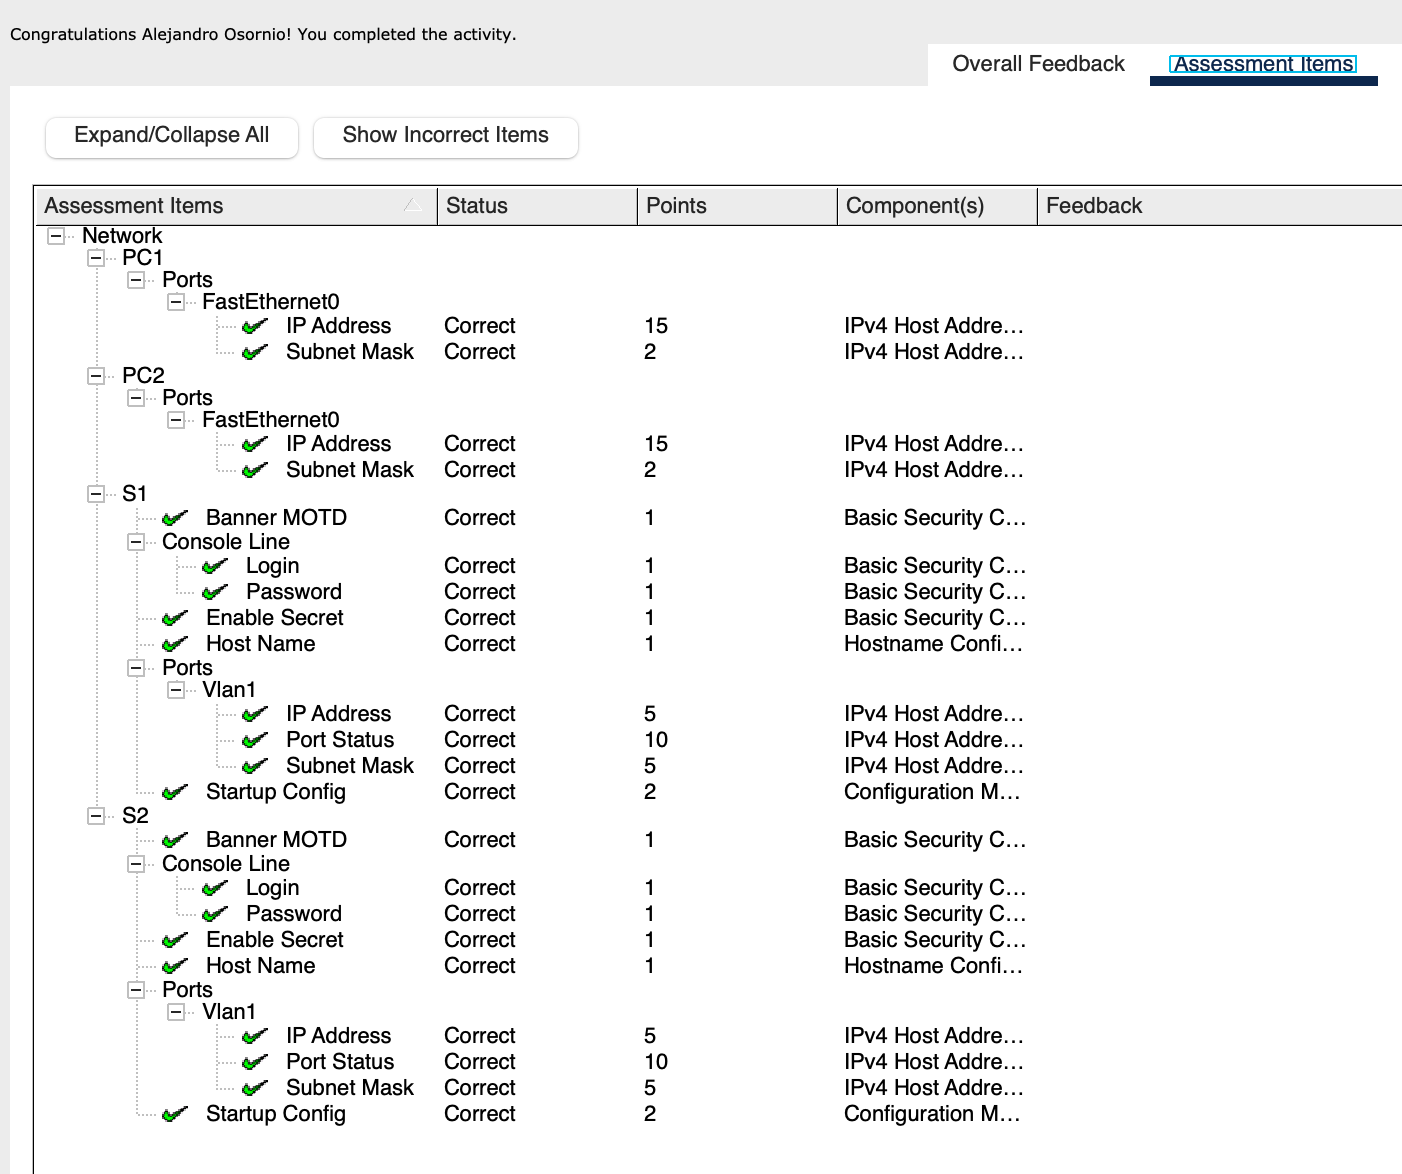 Congratulations Alejandro Osornio! You completed the activity.
Overall Feedback Assessment Items
Expand/Collapse All Show Incorrect Items
Assessment Items Status Points Component(s) Feedback
Network
PC1
Ports
FastEthernet0
IP Address Correct 15 IPv4 Host Addre...
Subnet Mask Correct 2 IPv4 Host Addre...
PC2
Ports
FastEthernet0
IP Address Correct 15 IPv4 Host Addre...
Subnet Mask Correct 2 IPv4 Host Addre...
S1
Banner MOTD Correct 1 Basic Security C...
Console Line
Login Correct 1 Basic Security C...
Password Correct 1 Basic Security C...
Enable Secret Correct 1 Basic Security C...
Host Name Correct 1 Hostname Confi...
Ports
Vlan1
IP Address Correct 5 IPv4 Host Addre...
Port Status Correct 10 IPv4 Host Addre...
Subnet Mask Correct 5 IPv4 Host Addre...
Startup Config Correct 2 Configuration M...
S2
Banner MOTD Correct 1 Basic Security C...
Console Line
Login Correct 1 Basic Security C...
Password Correct 1 Basic Security C...
Enable Secret Correct 1 Basic Security C...
Host Name Correct 1 Hostname Confi...
Ports
Vlan1
IP Address Correct 5 IPv4 Host Addre...
Port Status Correct 10 IPv4 Host Addre...
Subnet Mask Correct 5 IPv4 Host Addre...
Startup Config Correct 2 Configuration M...